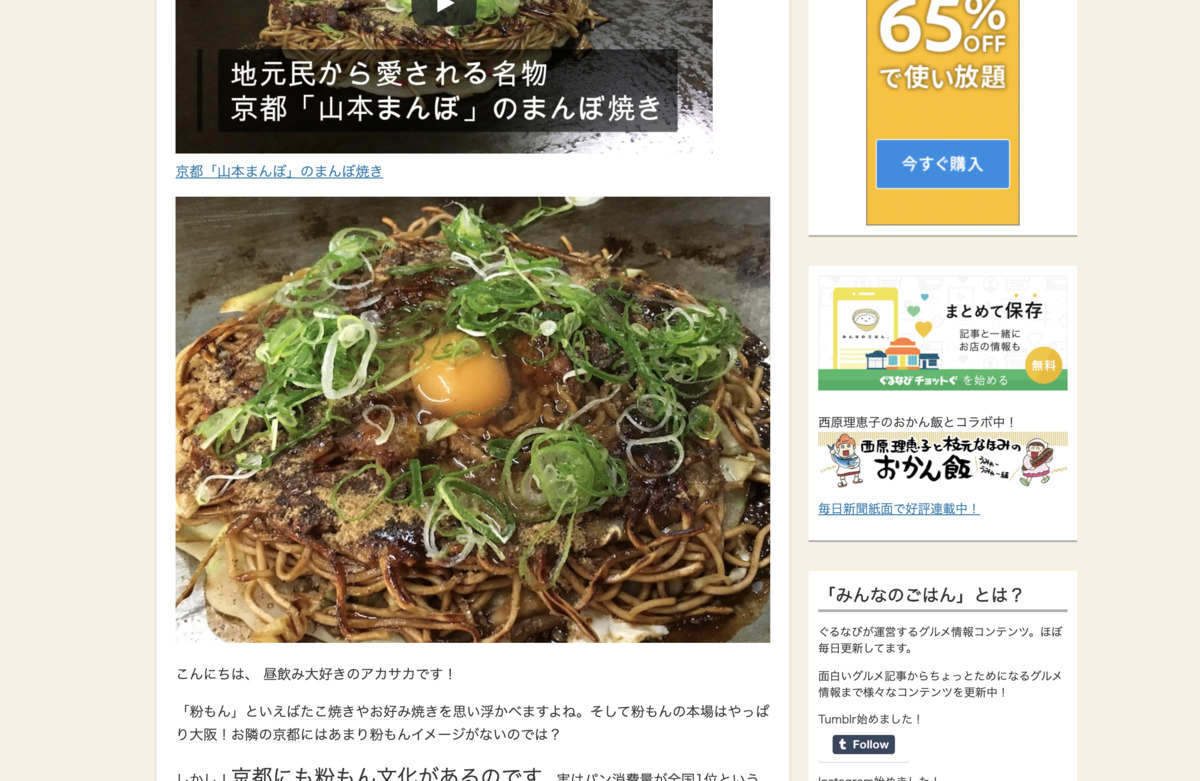 地元民から愛される名物
京都「山本まんぼ」のまんぼ焼き
京都「山本まんぼ」のまんぼ焼き
こんにちは、 昼飲み大好きのアカサカです！
「粉もん」といえばたこ焼きやお好み焼きを思い浮かべますよね。そして粉もんの本場はやっぱ
り大阪！お隣の京都にはあまり粉もんイメージがないのでは？
しかし！京都にも粉もん文化があるのです。実はパン消費量が全国1位という
65%
OFF
で使い放題
今すぐ購入
まとめて保存
記事と一緒に
お店の情報も
みんなのごはん
無料
ぐるなび チョットぐ を始める
西原理恵子のおかん飯とコラボ中！
西原理恵子と枝元なほみの
おかん飯
毎日新聞紙面で好評連載中！
「みんなのごはん」とは？
ぐるなびが運営するグルメ情報コンテンツ。ほぼ
毎日更新してます。
面白いグルメ記事からちょっとためになるグルメ
情報まで様々なコンテンツを更新中！
Tumblr始めました！
t Follow
Instagram始めました！